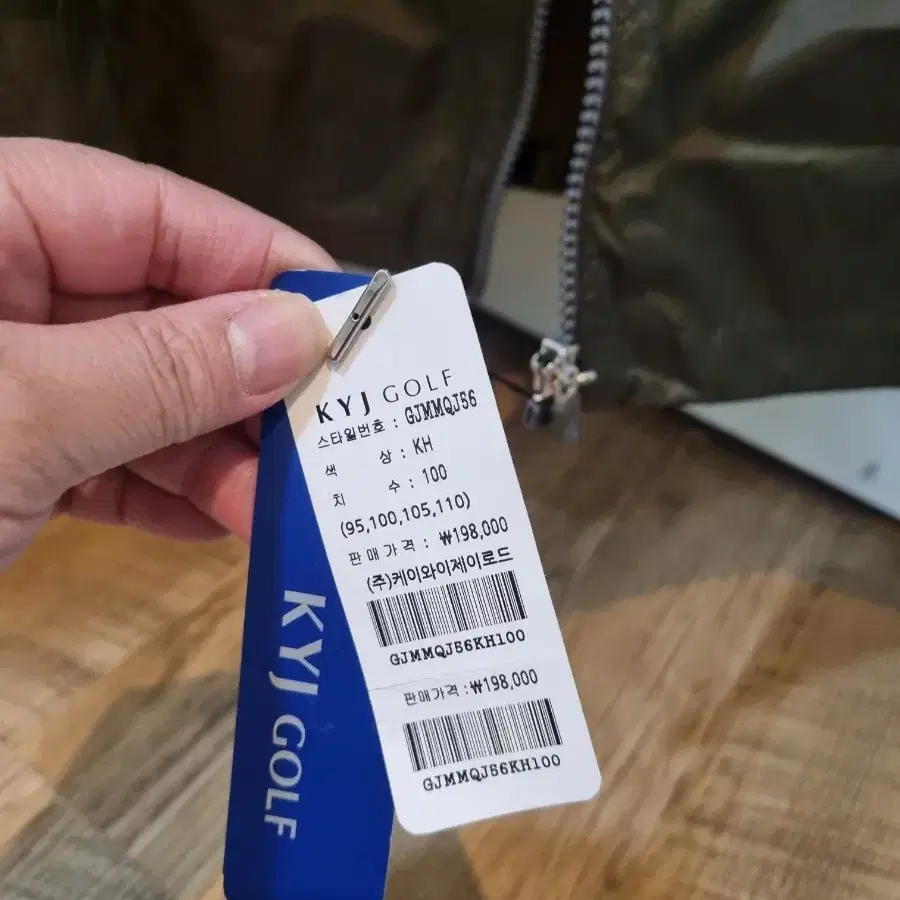 KYJ GOLF
스타일번호 : GJMMQJ56
색 상 : KH
치 수 : 100
(95,100,105,110)
판매가격 : ₩198,000
(주)케이와이제이로드
GJMMQJ56KH100
판매가격 : ₩198,000
GJMMQJ56KH100
KYJ GOLF